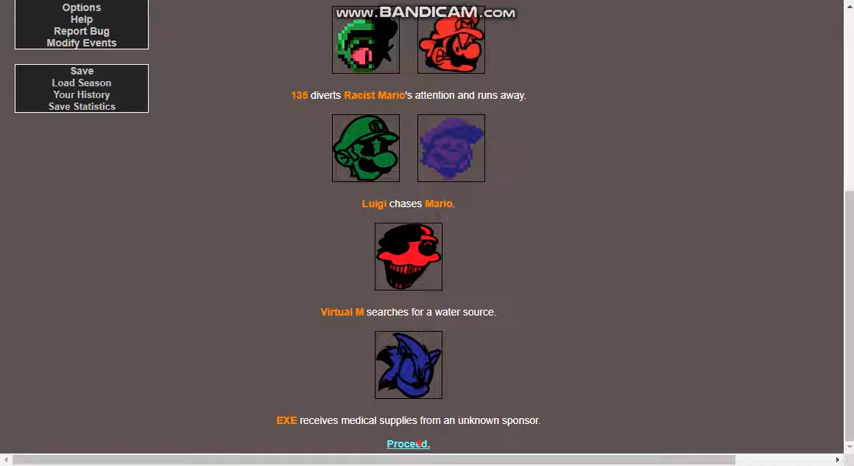 WWW.BANDICAM.COM
Options
Help
Report Bug
Modify Events
Save
Load Season
Your History
Save Statistics
135 diverts Racist Mario's attention and runs away.
Luigi chases Mario.
Virtual M searches for a water source.
EXE receives medical supplies from an unknown sponsor.
Proceed.